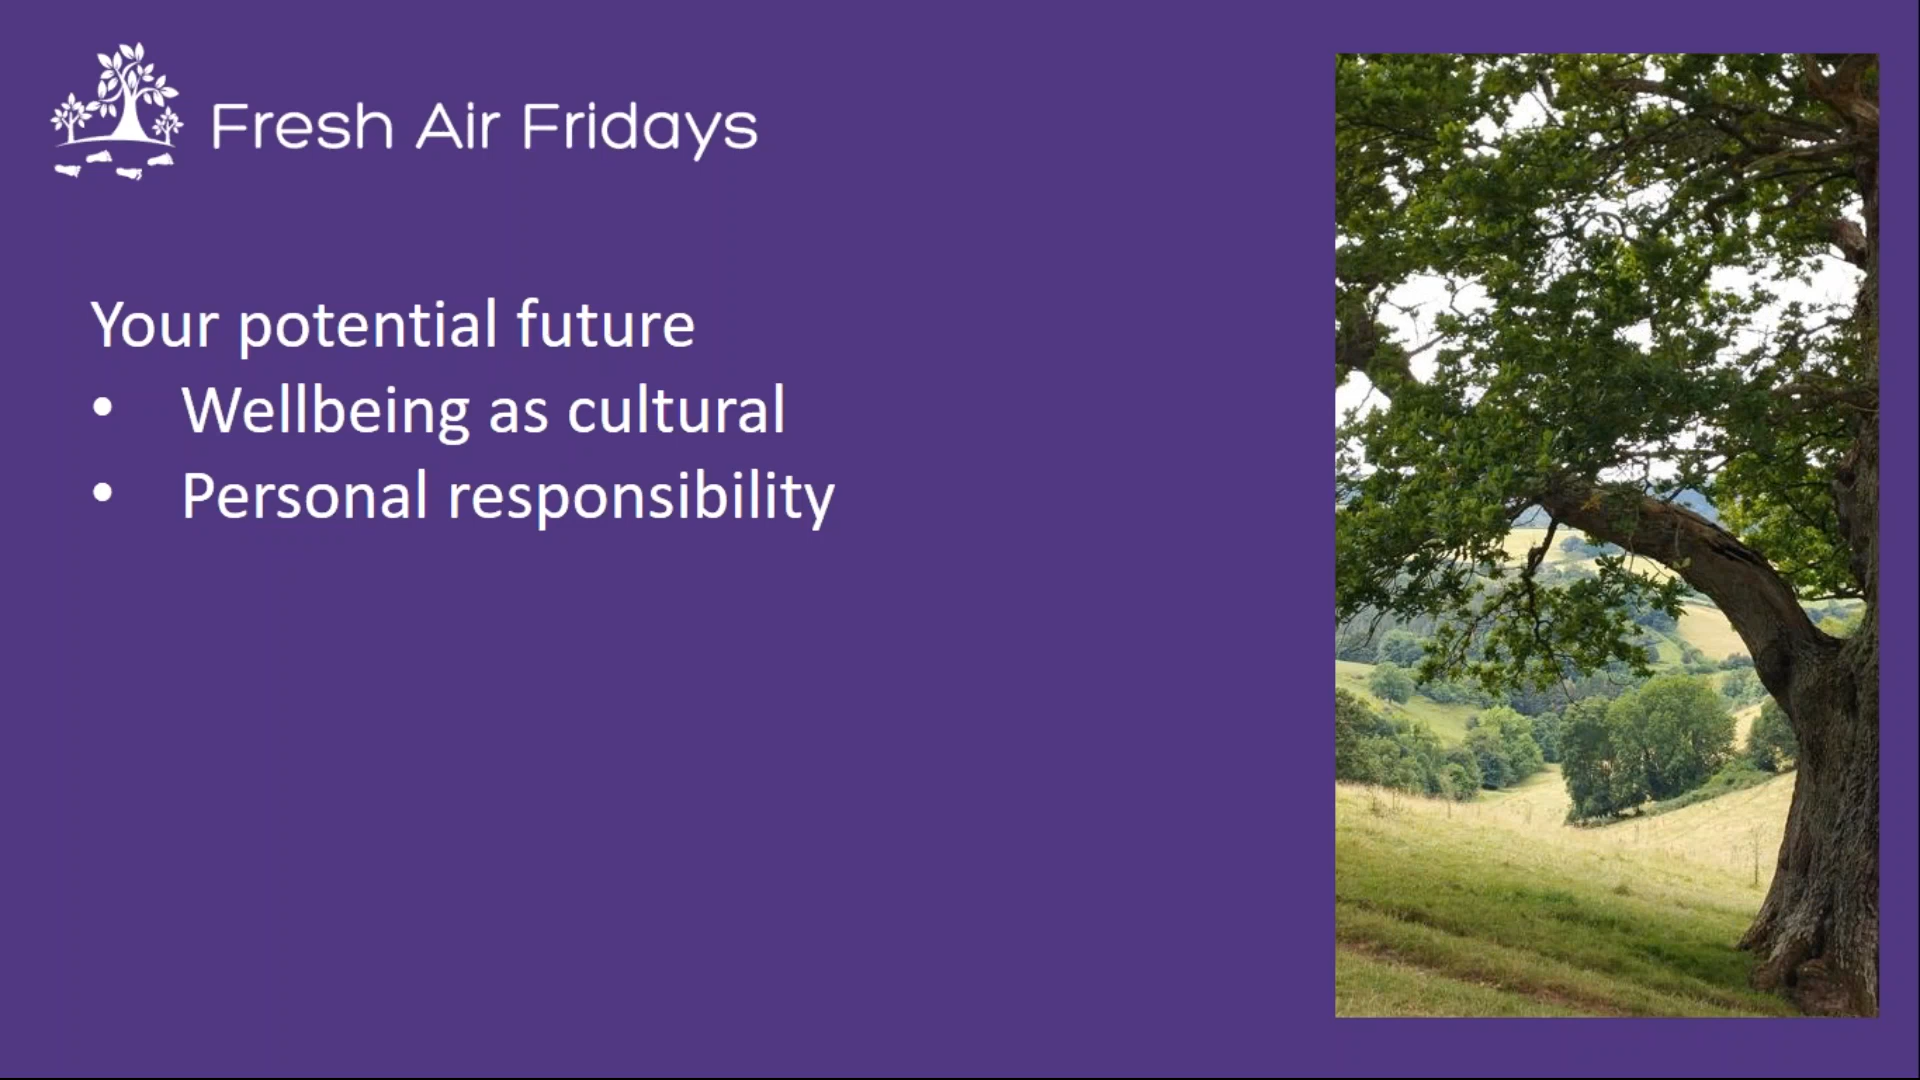 Fresh Air Fridays
Your potential future
• Wellbeing as cultural
• Personal responsibility